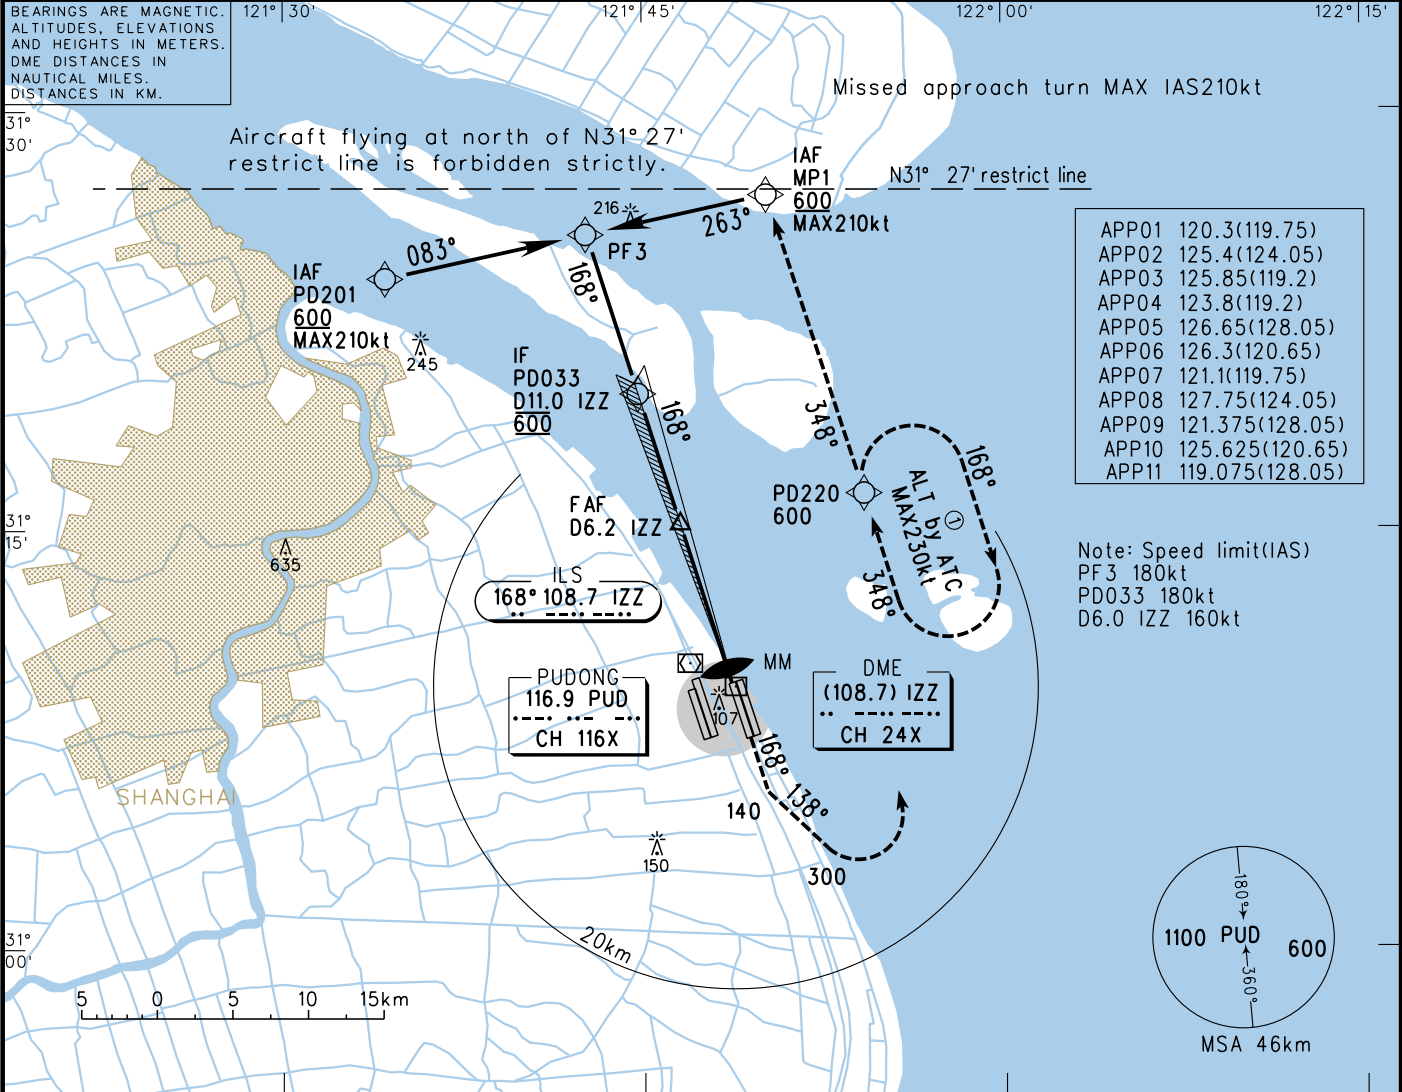 BEARINGS ARE MAGNETIC.
ALTITUDES, ELEVATIONS
AND HEIGHTS IN METERS.
DME DISTANCES IN
NAUTICAL MILES.
DISTANCES IN KM.
121° 30'
121° 45'
122° 00'
122° 15'
31°
30'
Missed approach turn MAX IAS210kt
Aircraft flying at north of N31° 27'
restrict line is forbidden strictly.
N31° 27' restrict line
IAF
MP1
600
MAX210kt
216
263°
PF3
083°
168°
IAF
PD201
600
MAX210kt
245
IF
PD033
D11.0 IZZ
600
168°
348°
APP01 120.3(119.75)
APP02 125.4(124.05)
APP03 125.85(119.2)
APP04 123.8(119.2)
APP05 126.65(128.05)
APP06 126.3(120.65)
APP07 121.1(119.75)
APP08 127.75(124.05)
APP09 121.375(128.05)
APP10 125.625(120.65)
APP11 119.075(128.05)
PD220
600
168°
ALT by ATC
MAX230kt
①
348°
FAF
D6.2 IZZ
31°
15'
635
Note: Speed limit(IAS)
PF3 180kt
PD033 180kt
D6.0 IZZ 160kt
ILS
168° 108.7 IZZ
·· —··· ——··
MM
PUDONG
116.9 PUD
·——· ··— —··
CH 116X
DME
(108.7) IZZ
·· ——·· ——··
CH 24X
107
168°
138°
SHANGHAI
140
150
300
20km
31°
00'
5 0 5 10 15km
180°
1100 PUD 600
360°
MSA 46km